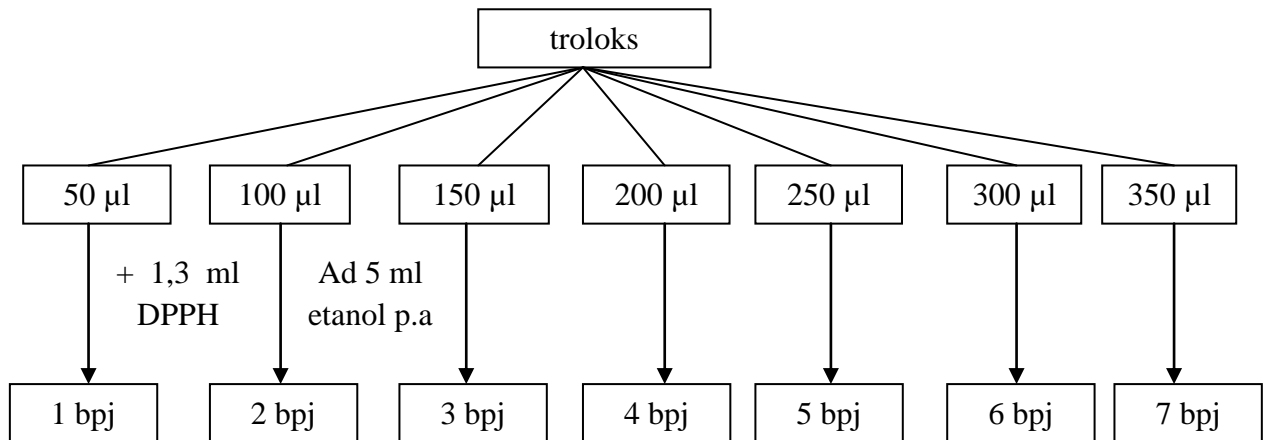 troloks
50 µl
100 µl
150 µl
200 µl
250 µl
300 µl
350 µl
+ 1,3 ml
DPPH
Ad 5 ml
etanol p.a
1 bpj
2 bpj
3 bpj
4 bpj
5 bpj
6 bpj
7 bpj